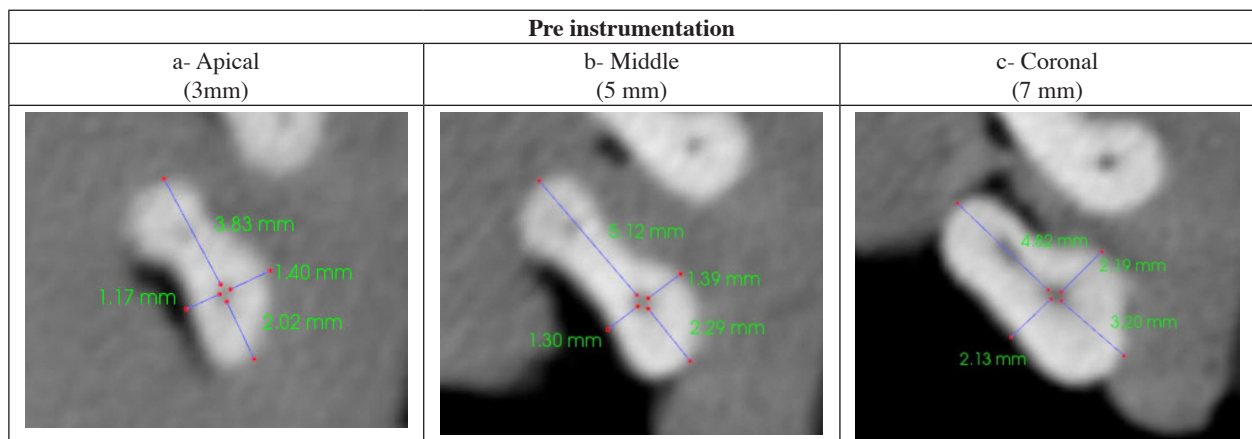 Pre instrumentation
a- Apical
(3mm)
b- Middle
(5 mm)
c- Coronal
(7 mm)
3.83 mm
1.40 mm
1.17 mm
2.02 mm
5.12 mm
1.39 mm
2.29 mm
1.30 mm
4.92 mm
2.19 mm
3.20 mm
2.13 mm